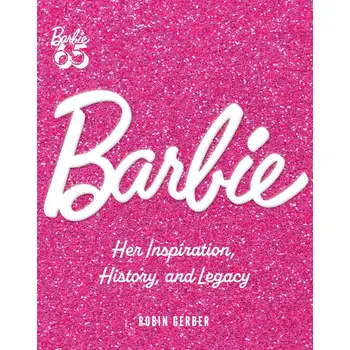 Barbie
65
Barbie
Her Inspiration,
History, and Legacy
ROBIN GERBER